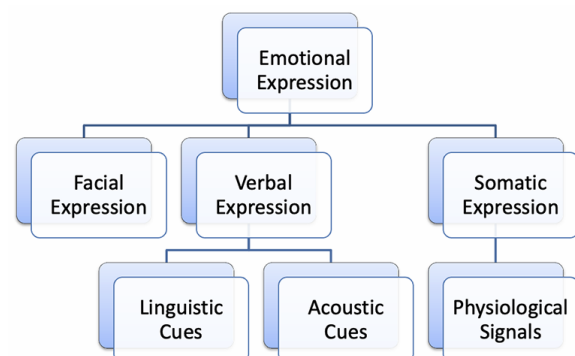 Emotional
Expression
Facial
Expression
Verbal
Expression
Somatic
Expression
Linguistic
Cues
Acoustic
Cues
Physiological
Signals